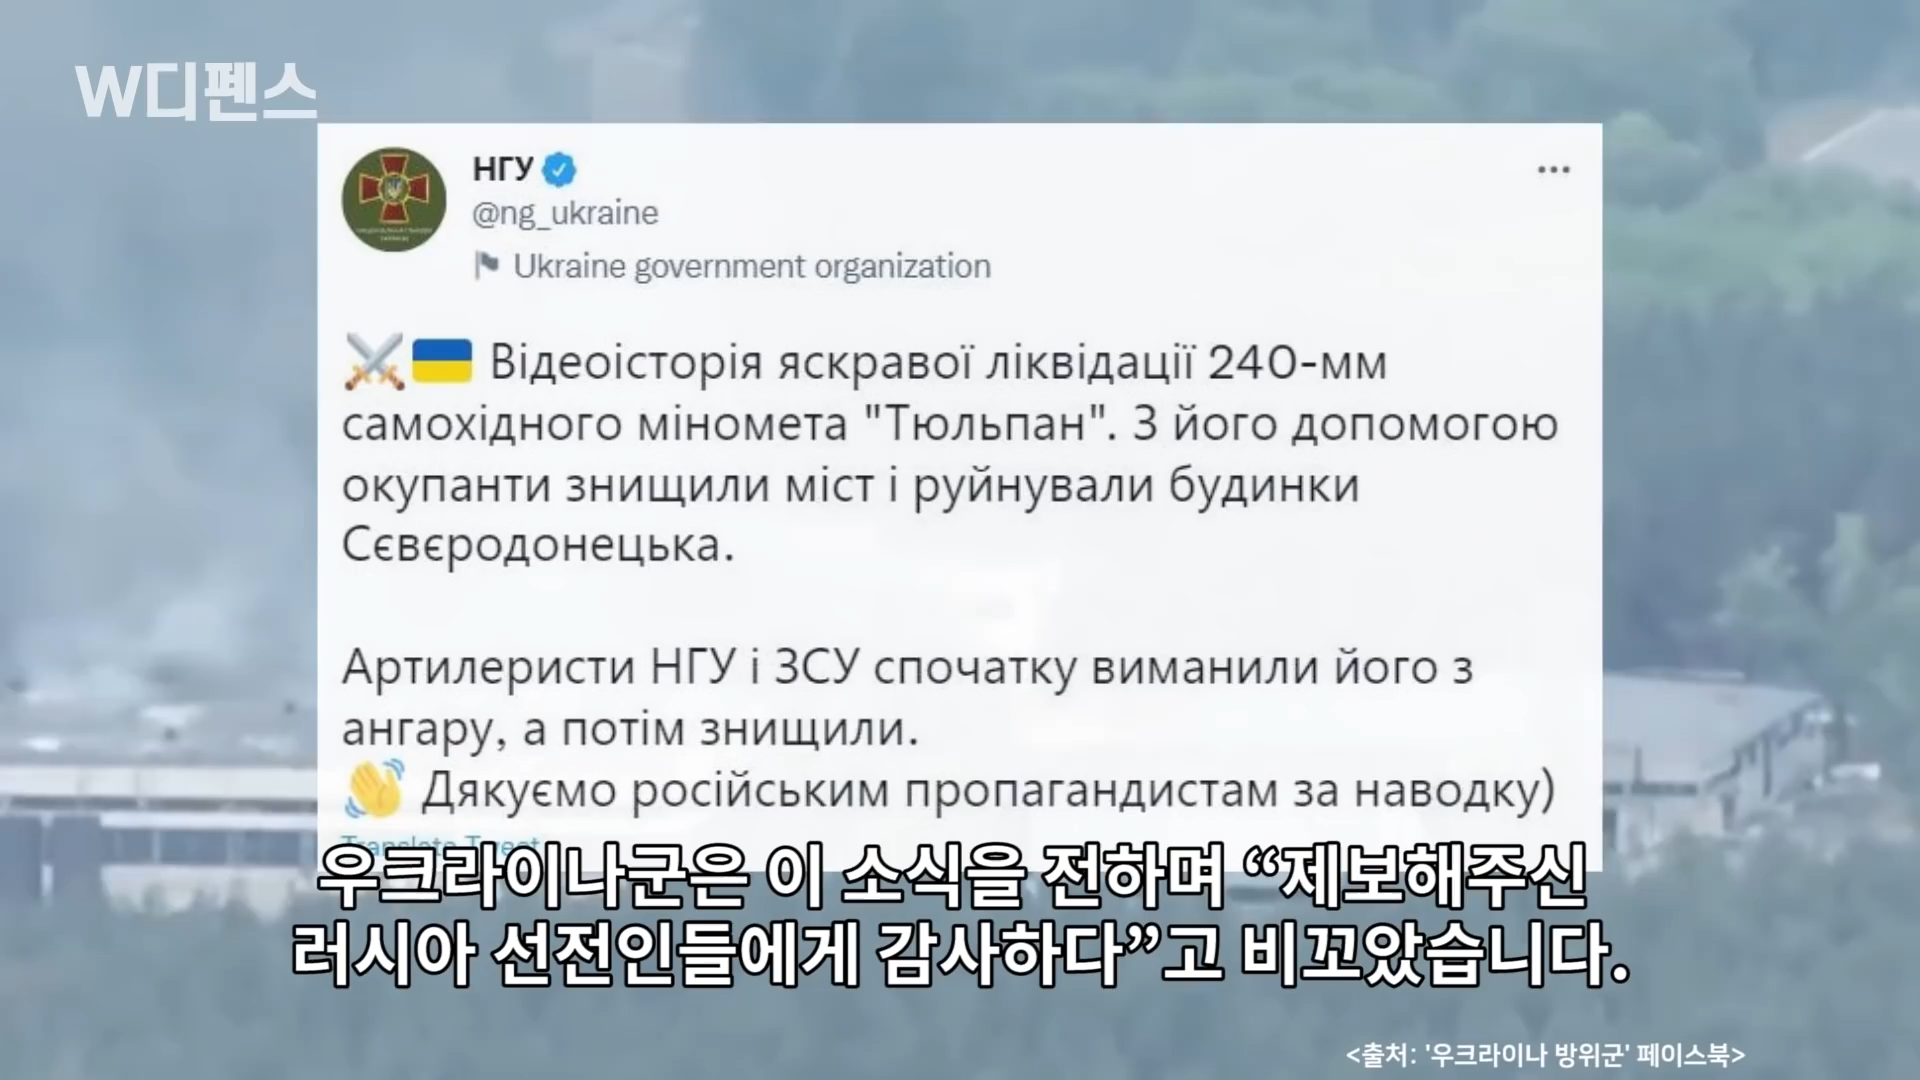 W디펜스
НГУ
@ng_ukraine
Ukraine government organization
Відеоісторія яскравої ліквідації 240-мм
самохідного міномета "Тюльпан". З його допомогою
окупанти знищили міст і руйнували будинки
Сєвєродонецька.
Артилеристи НГУ і ЗСУ спочатку виманили його з
ангару, а потім знищили.
Дякуємо російським пропагандистам за наводку)
Translate Tweet
우크라이나군은 이 소식을 전하며 “제보해주신
러시아 선전인들에게 감사하다”고 비꼬았습니다.
<출처: '우크라이나 방위군' 페이스북>